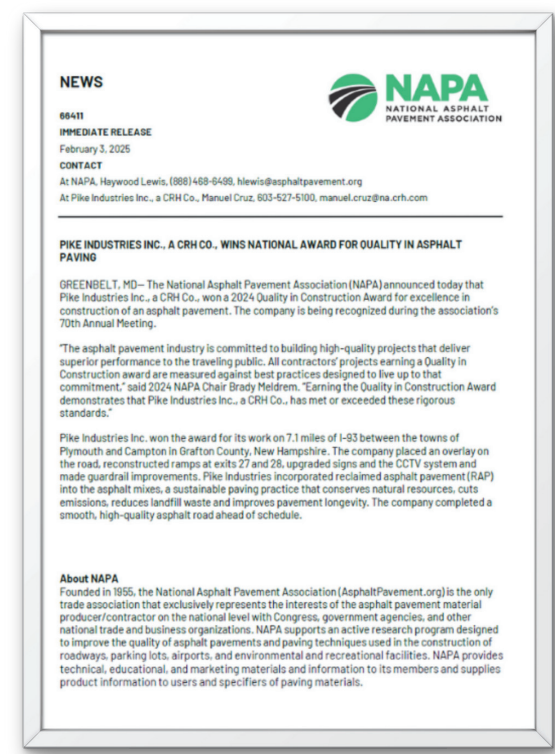 NEWS
NAPA
NATIONAL ASPHALT
PAVEMENT ASSOCIATION
66411
IMMEDIATE RELEASE
February 3, 2025
CONTACT
At NAPA, Haywood Lewis, (888) 468-6499, hlewis@asphaltpavement.org
At Pike Industries Inc., a CRH Co., Manuel Cruz, 603-527-5100, manuel.cruz@na.crh.com
PIKE INDUSTRIES INC., A CRH CO., WINS NATIONAL AWARD FOR QUALITY IN ASPHALT
PAVING
GREENBELT, MD— The National Asphalt Pavement Association (NAPA) announced today that
Pike Industries Inc., a CRH Co., won a 2024 Quality in Construction Award for excellence in
construction of an asphalt pavement. The company is being recognized during the association's
70th Annual Meeting.
"The asphalt pavement industry is committed to building high-quality projects that deliver
superior performance to the traveling public. All contractors' projects earning a Quality in
Construction award are measured against best practices designed to live up to that
commitment," said 2024 NAPA Chair Brady Meldrem. "Earning the Quality in Construction Award
demonstrates that Pike Industries Inc., a CRH Co., has met or exceeded these rigorous
standards."
Pike Industries Inc. won the award for its work on 7.1 miles of I-93 between the towns of
Plymouth and Campton in Grafton County, New Hampshire. The company placed an overlay on
the road, reconstructed ramps at exits 27 and 28, upgraded signs and the CCTV system and
made guardrail improvements. Pike Industries incorporated reclaimed asphalt pavement (RAP)
into the asphalt mixes, a sustainable paving practice that conserves natural resources, cuts
emissions, reduces landfill waste and improves pavement longevity. The company completed a
smooth, high-quality asphalt road ahead of schedule.
About NAPA
Founded in 1955, the National Asphalt Pavement Association (AsphaltPavement.org) is the only
trade association that exclusively represents the interests of the asphalt pavement material
producer/contractor on the national level with Congress, government agencies, and other
national trade and business organizations. NAPA supports an active research program designed
to improve the quality of asphalt pavements and paving techniques used in the construction of
roadways, parking lots, airports, and environmental and recreational facilities. NAPA provides
technical, educational, and marketing materials and information to its members and supplies
product information to users and specifiers of paving materials.